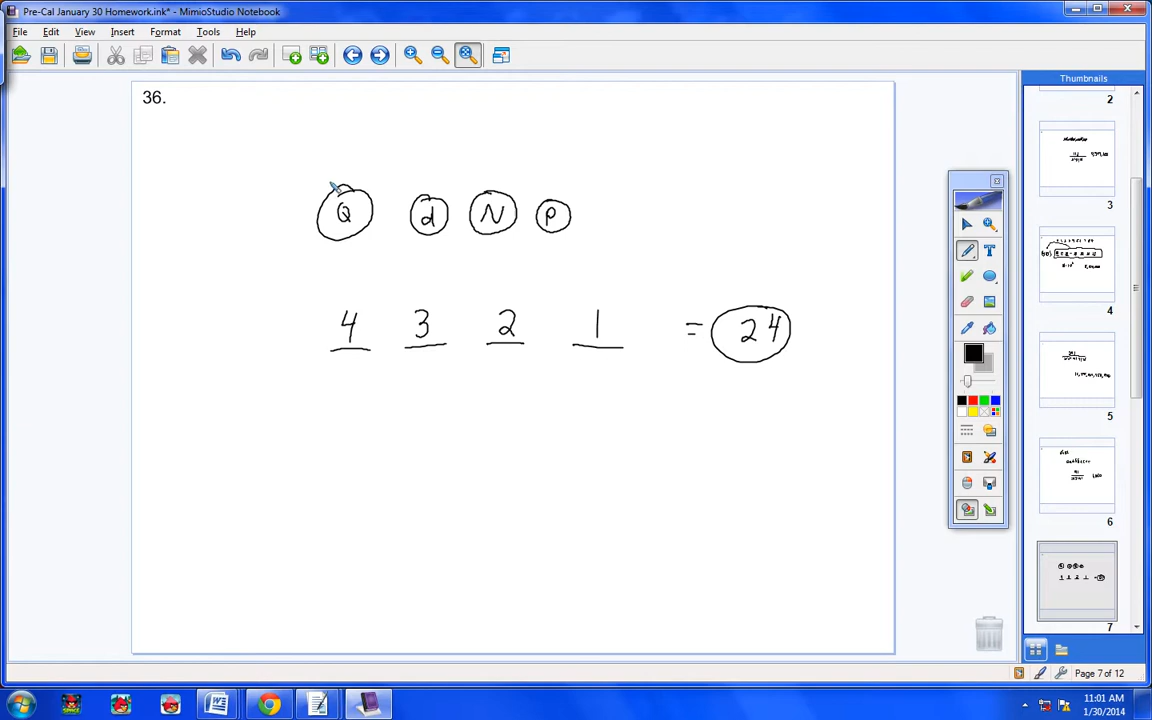 Pre-Cal January 30 Homework.ink* - MimioStudio Notebook
File Edit View Insert Format Tools Help
Thumbnails
36.
Q d N P
4 3 2 1 = 24
2
3
4
5
6
7
Page 7 of 12
11:01 AM
1/30/2014